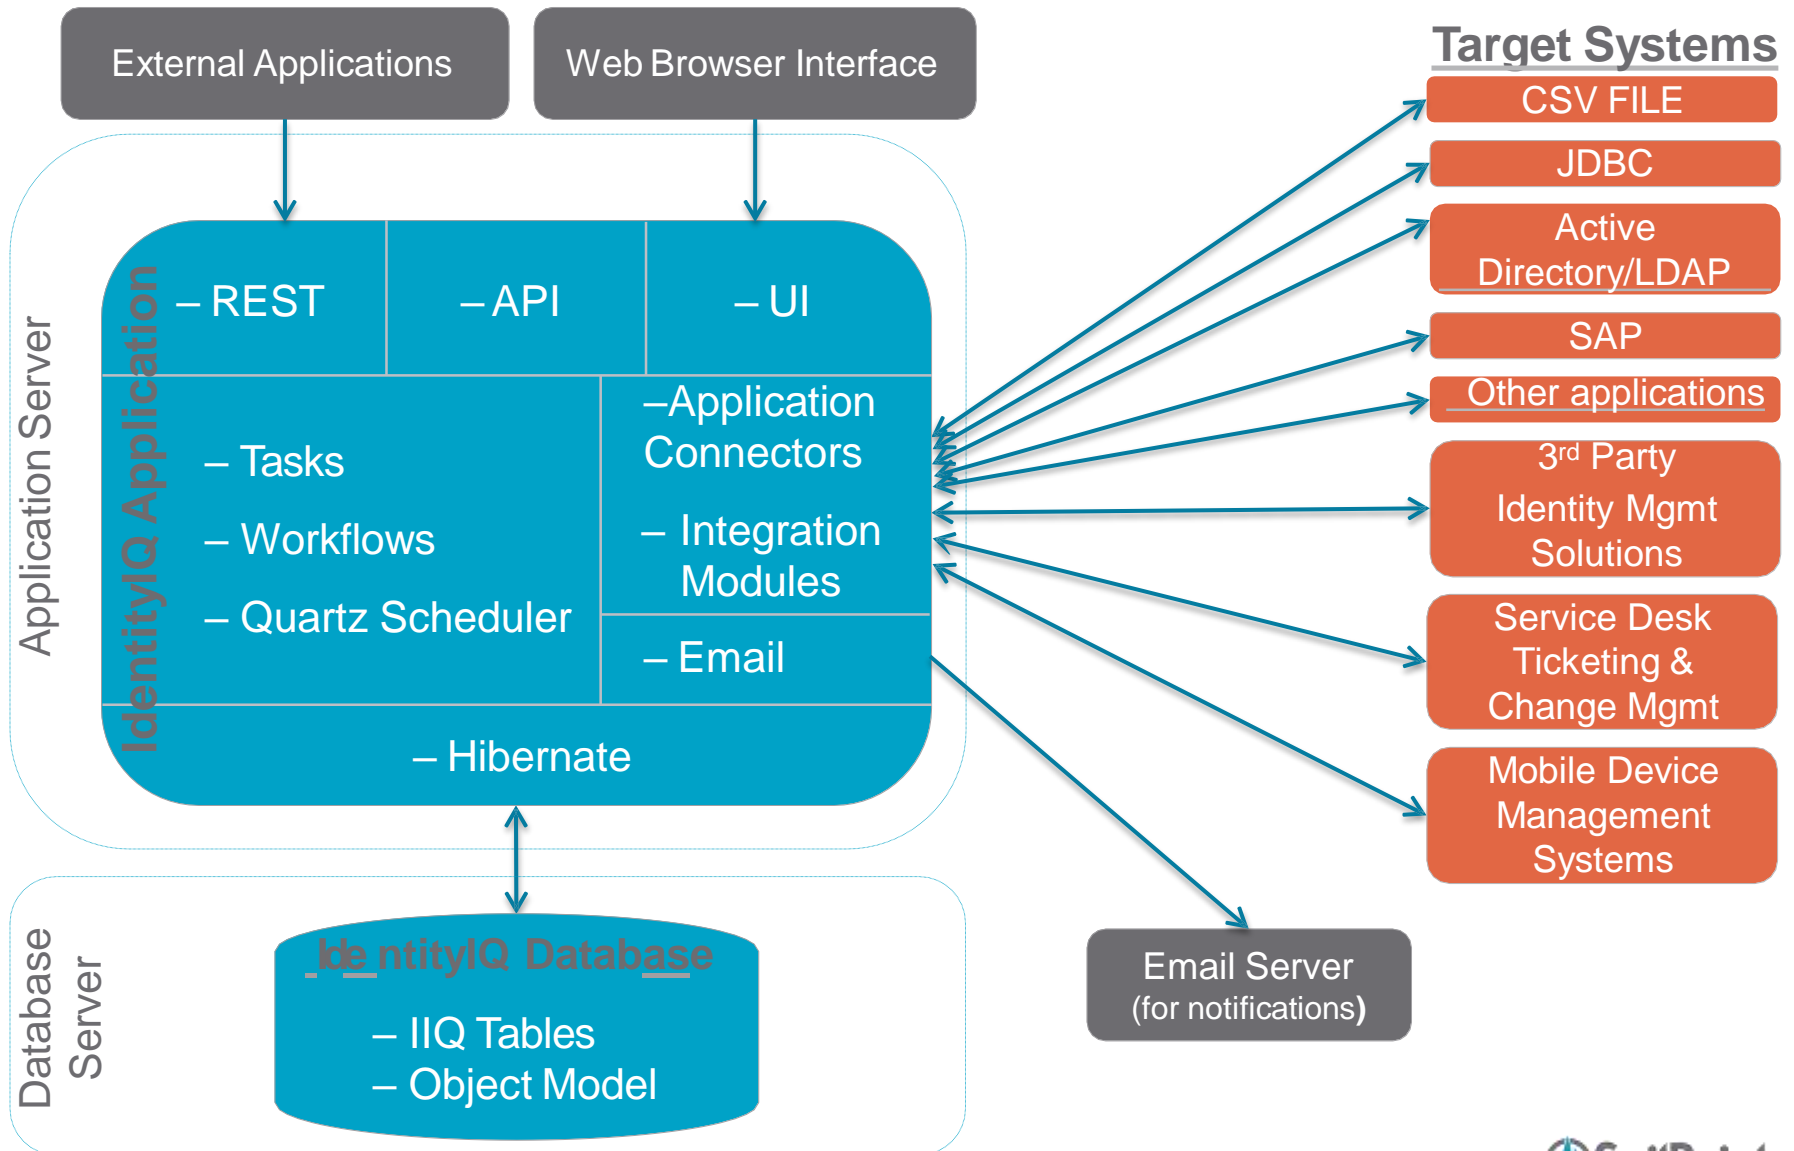 External Applications
Web Browser Interface
Target Systems
CSV FILE
JDBC
Active
Directory/LDAP
SAP
Other applications
3rd Party
Identity Mgmt
Solutions
Service Desk
Ticketing &
Change Mgmt
Mobile Device
Management
Systems
Application Server
IdentityIQ Application
– REST
– API
– UI
– Tasks
– Workflows
– Quartz Scheduler
–Application
Connectors
– Integration
Modules
– Email
– Hibernate
Database
Server
IdentityIQ Database
– IIQ Tables
– Object Model
Email Server
(for notifications)